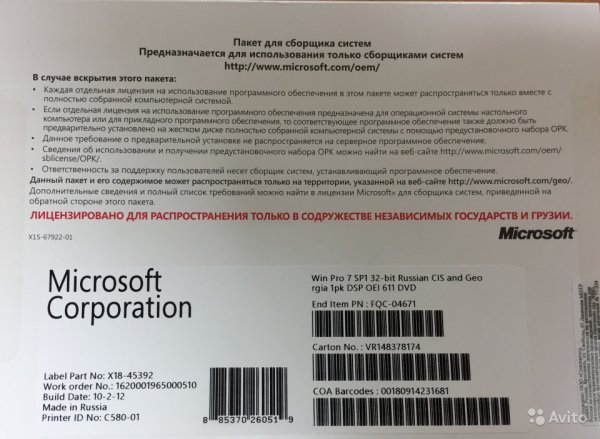 Пакет для сборщика систем
Предназначается для использования только сборщиками систем
http://www.microsoft.com/oem/
В случае вскрытия этого пакета:
• Каждая отдельная лицензия на использование программного обеспечения в этом пакете может распространяться только вместе с
полностью собранной компьютерной системой.
• Если отдельная лицензия на использование программного обеспечения предназначена для операционной системы настольного
компьютера или для прикладного программного обеспечения, то соответствующее программное обеспечение также должно быть
предварительно установлено на жестком диске полностью собранной компьютерной системы с помощью предустановочного набора OPK.
• Данное требование о предварительной установке не распространяется на серверное программное обеспечение.
• Сведения об использовании и получении предустановочного набора OPK можно найти на веб-сайте http://www.microsoft.com/oem/
sblicense/OPK/.
• Ответственность за поддержку пользователей несет сборщик систем, устанавливающий программное обеспечение.
Данный пакет и его содержимое может распространяться только на территории, указанной на веб-сайте http://www.microsoft.com/geo/.
Дополнительные сведения и полный список требований можно найти в лицензии Microsoft® для сборщика систем, приведенной на
обратной стороне этого пакета.
ЛИЦЕНЗИРОВАНО ДЛЯ РАСПРОСТРАНЕНИЯ ТОЛЬКО В СОДРУЖЕСТВЕ НЕЗАВИСИМЫХ ГОСУДАРСТВ И ГРУЗИИ.
X15-67922-01
Microsoft
Microsoft
Corporation
Win Pro 7 SP1 32-bit Russian CIS and Geo
rgia 1pk DSP OEI 611 DVD
End Item PN : FQC-04671
Carton No. : VR148378174
COA Barcodes : 00180914231681
Label Part No: X18-45392
Work order No.: 1620001965000510
Build Date: 10-2-12
Made in Russia
Printer ID No: C580-01
8 85370 26051 9
Avito